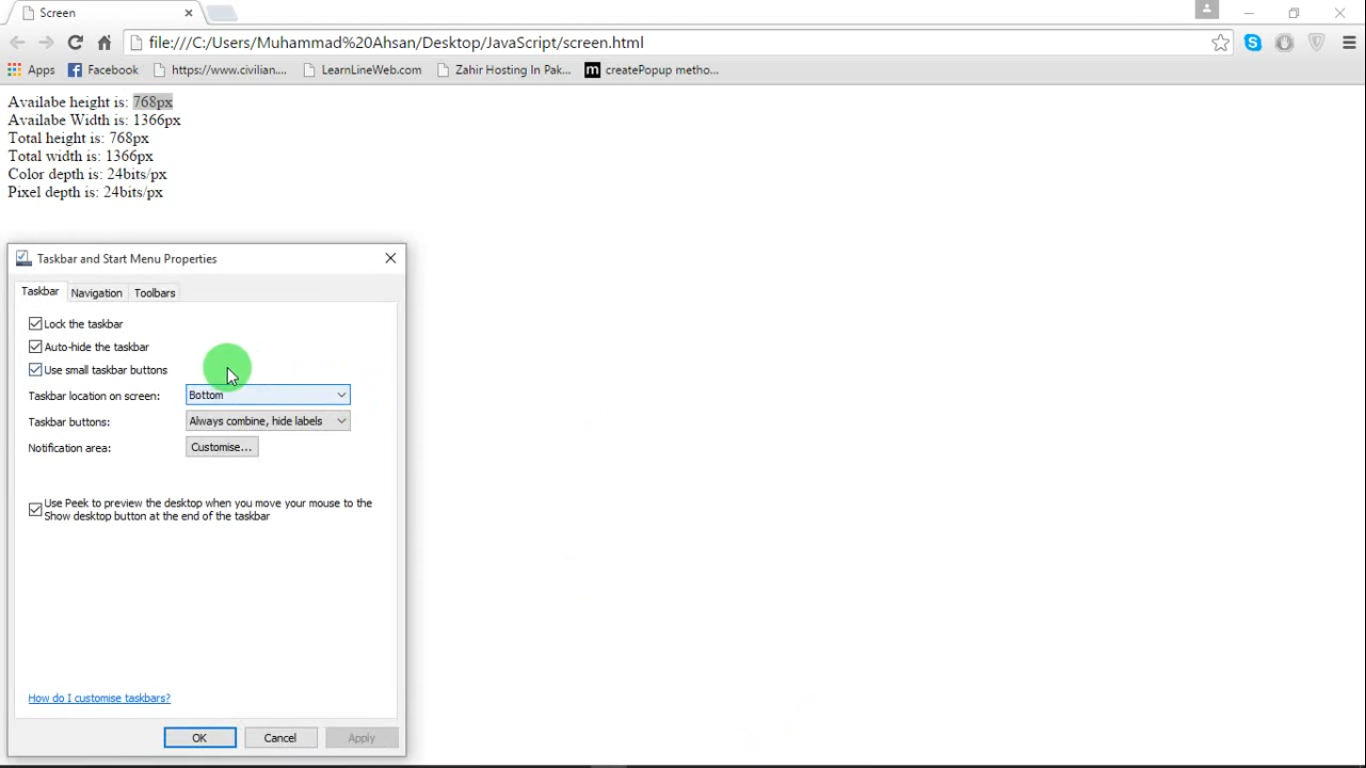 Screen
file:///C:/Users/Muhammad%20Ahsan/Desktop/JavaScript/screen.html
Apps Facebook https://www.civilian.... LearnLineWeb.com Zahir Hosting In Pak... m createPopup metho...
Availabe height is: 768px
Availabe Width is: 1366px
Total height is: 768px
Total width is: 1366px
Color depth is: 24bits/px
Pixel depth is: 24bits/px
Taskbar and Start Menu Properties
Taskbar Navigation Toolbars
Lock the taskbar
Auto-hide the taskbar
Use small taskbar buttons
Taskbar location on screen: Bottom
Taskbar buttons: Always combine, hide labels
Notification area: Customise...
Use Peek to preview the desktop when you move your mouse to the
Show desktop button at the end of the taskbar
How do I customise taskbars?
OK Cancel Apply